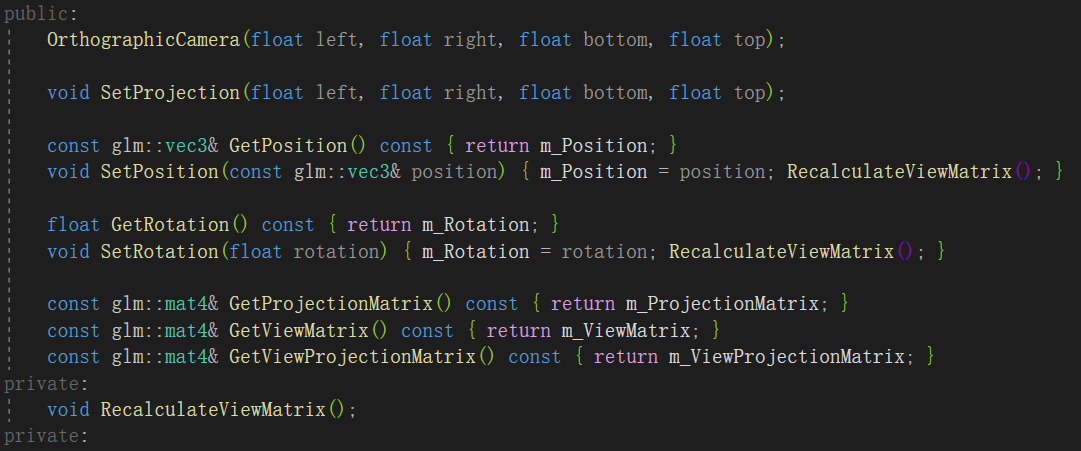 public:
OrthographicCamera(float left, float right, float bottom, float top);
void SetProjection(float left, float right, float bottom, float top);
const glm::vec3& GetPosition() const { return m_Position; }
void SetPosition(const glm::vec3& position) { m_Position = position; RecalculateViewMatrix(); }
float GetRotation() const { return m_Rotation; }
void SetRotation(float rotation) { m_Rotation = rotation; RecalculateViewMatrix(); }
const glm::mat4& GetProjectionMatrix() const { return m_ProjectionMatrix; }
const glm::mat4& GetViewMatrix() const { return m_ViewMatrix; }
const glm::mat4& GetViewProjectionMatrix() const { return m_ViewProjectionMatrix; }
private:
void RecalculateViewMatrix();
private: